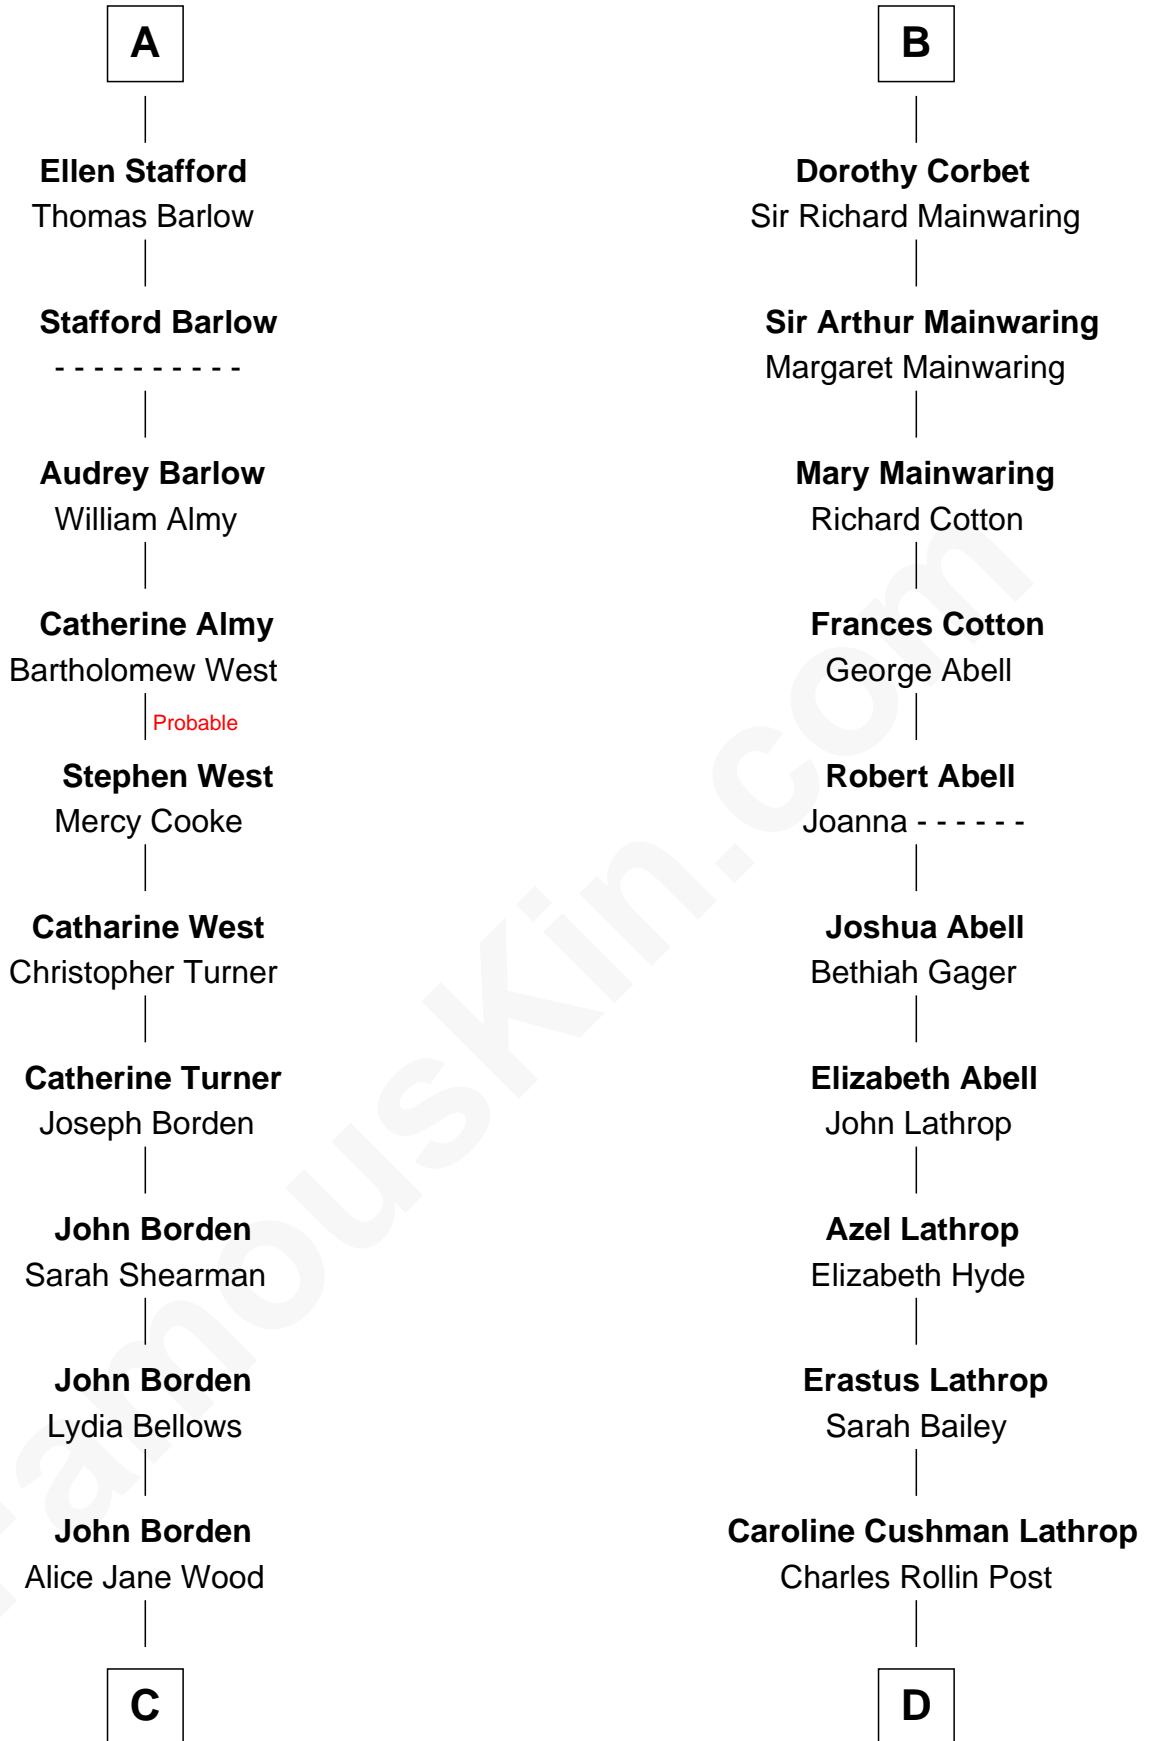 A
Ellen Stafford
Thomas Barlow
Stafford Barlow
- - - - - - - - - -
Audrey Barlow
William Almy
Catherine Almy
Bartholomew West
Probable
Stephen West
Mercy Cooke
Catharine West
Christopher Turner
Catherine Turner
Joseph Borden
John Borden
Sarah Shearman
John Borden
Lydia Bellows
John Borden
Alice Jane Wood
C
B
Dorothy Corbet
Sir Richard Mainwaring
Sir Arthur Mainwaring
Margaret Mainwaring
Mary Mainwaring
Richard Cotton
Frances Cotton
George Abell
Robert Abell
Joanna - - - - - -
Joshua Abell
Bethiah Gager
Elizabeth Abell
John Lathrop
Azel Lathrop
Elizabeth Hyde
Erastus Lathrop
Sarah Bailey
Caroline Cushman Lathrop
Charles Rollin Post
D
FamousKin.com